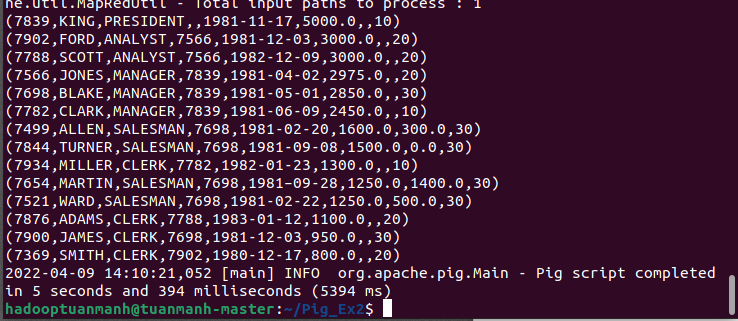 ne.util.MapRedUtil - Total input paths to process : 1
(7839,KING,PRESIDENT,,1981-11-17,5000.0,,10)
(7902,FORD,ANALYST,7566,1981-12-03,3000.0,,20)
(7788,SCOTT,ANALYST,7566,1982-12-09,3000.0,,20)
(7566,JONES,MANAGER,7839,1981-04-02,2975.0,,20)
(7698,BLAKE,MANAGER,7839,1981-05-01,2850.0,,30)
(7782,CLARK,MANAGER,7839,1981-06-09,2450.0,,10)
(7499,ALLEN,SALESMAN,7698,1981-02-20,1600.0,300.0,30)
(7844,TURNER,SALESMAN,7698,1981-09-08,1500.0,0.0,30)
(7934,MILLER,CLERK,7782,1982-01-23,1300.0,,10)
(7654,MARTIN,SALESMAN,7698,1981–09-28,1250.0,1400.0,30)
(7521,WARD,SALESMAN,7698,1981-02-22,1250.0,500.0,30)
(7876,ADAMS,CLERK,7788,1983-01-12,1100.0,,20)
(7900,JAMES,CLERK,7698,1981-12-03,950.0,,30)
(7369,SMITH,CLERK,7902,1980-12-17,800.0,,20)
2022-04-09 14:10:21,052 [main] INFO  org.apache.pig.Main - Pig script completed
in 5 seconds and 394 milliseconds (5394 ms)
hadooptuanmanh@tuanmanh-master:~/Pig_Ex2$